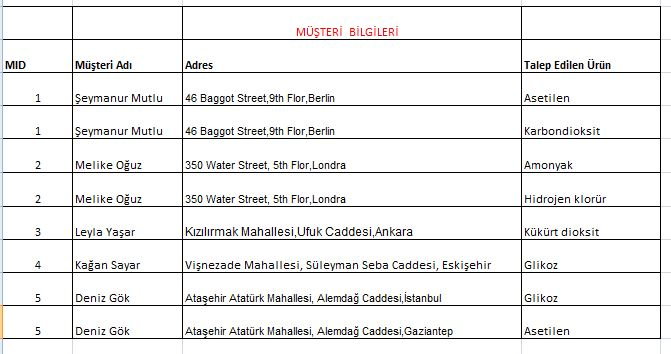 MÜŞTERİ BİLGİLERİ
MID Müşteri Adı Adres Talep Edilen Ürün
1 Şeymanur Mutlu 46 Baggot Street,9th Flor,Berlin Asetilen
1 Şeymanur Mutlu 46 Baggot Street,9th Flor,Berlin Karbondioksit
2 Melike Oğuz 350 Water Street, 5th Flor,Londra Amonyak
2 Melike Oğuz 350 Water Street, 5th Flor,Londra Hidrojen klorür
3 Leyla Yaşar Kızılırmak Mahallesi,Ufuk Caddesi,Ankara Kükürt dioksit
4 Kağan Sayar Vişnezade Mahallesi, Süleyman Seba Caddesi, Eskişehir Glikoz
5 Deniz Gök Ataşehir Atatürk Mahallesi, Alemdağ Caddesi,İstanbul Glikoz
5 Deniz Gök Ataşehir Atatürk Mahallesi, Alemdağ Caddesi,Gaziantep Asetilen